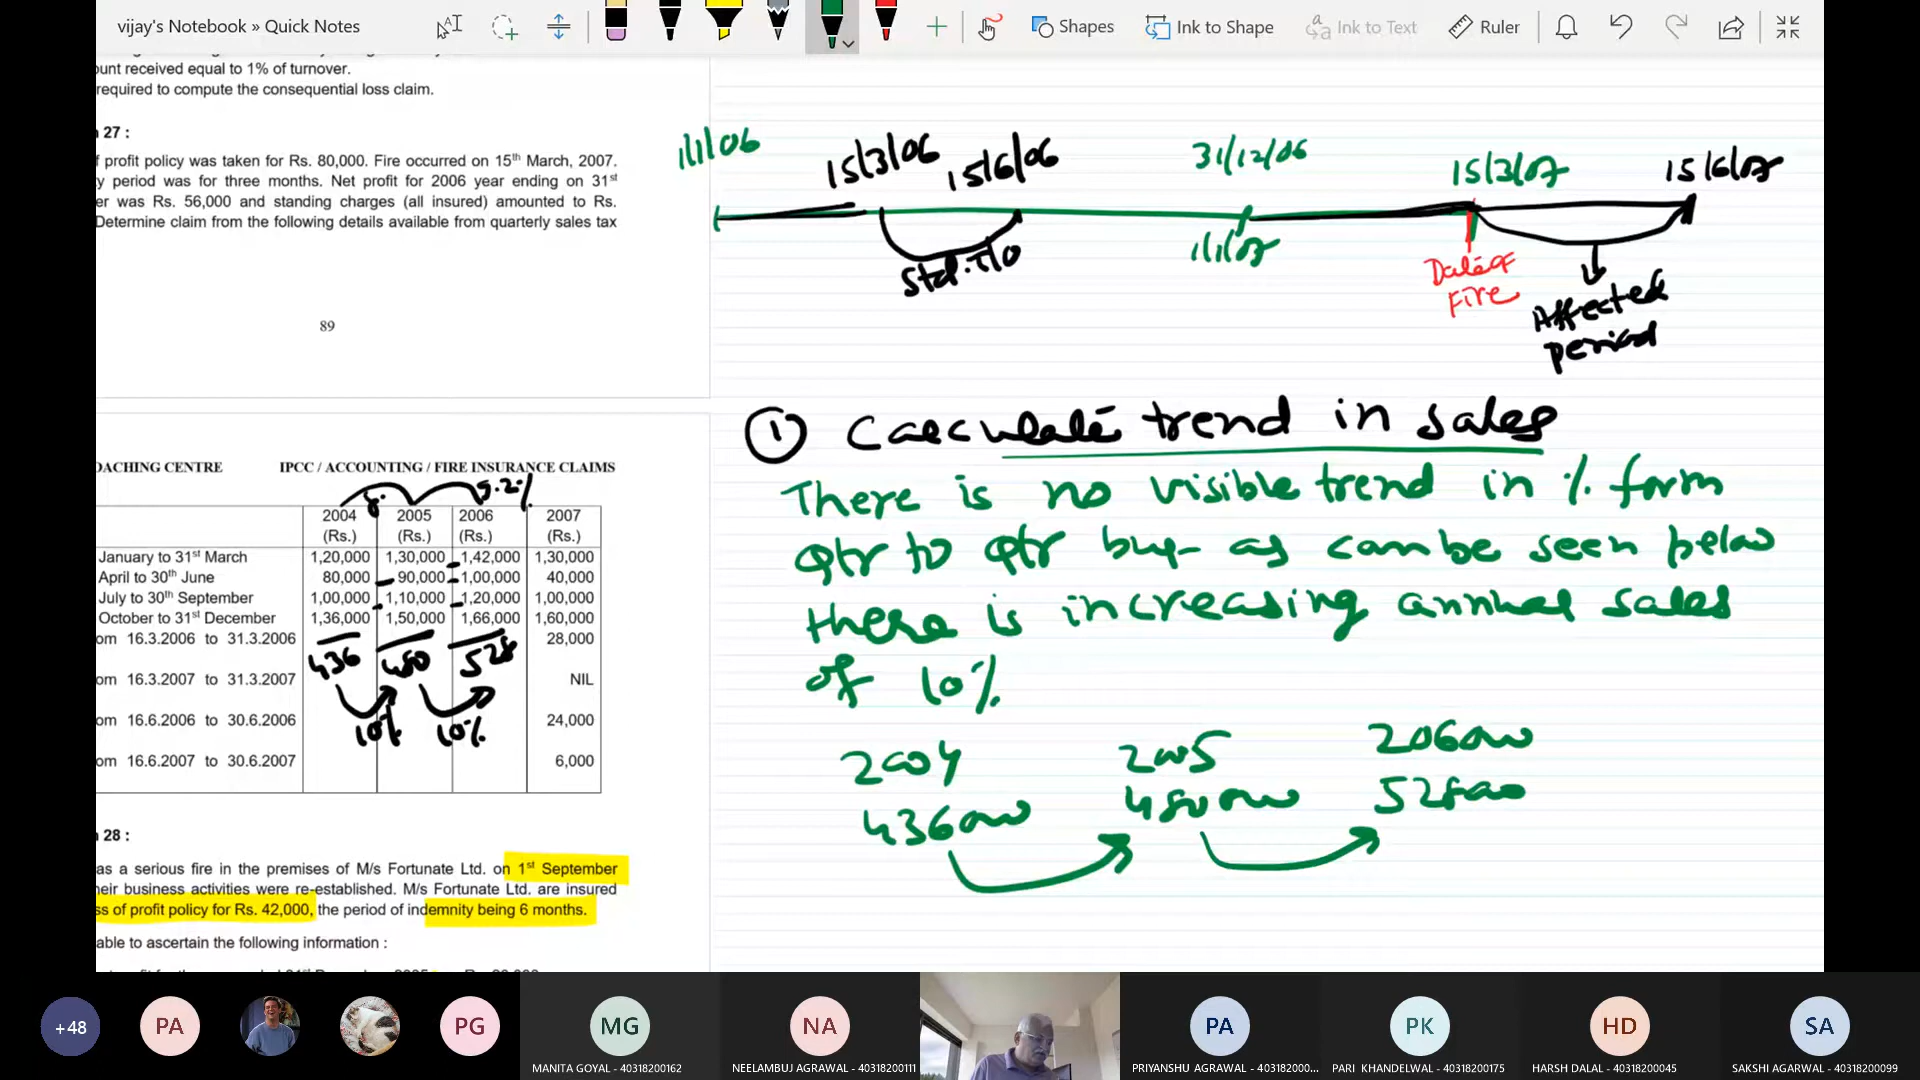 vijay's Notebook » Quick Notes
Shapes
Ink to Shape
Ink to Text
Ruler
unt received equal to 1% of turnover.
required to compute the consequential loss claim.
27 :
f profit policy was taken for Rs. 80,000. Fire occurred on 15th March, 2007.
y period was for three months. Net profit for 2006 year ending on 31st
er was Rs. 56,000 and standing charges (all insured) amounted to Rs.
Determine claim from the following details available from quarterly sales tax
89
OACHING CENTRE IPCC / ACCOUNTING / FIRE INSURANCE CLAIMS
5.2%
2004 2005 2006 2007
(Rs.) (Rs.) (Rs.) (Rs.)
January to 31st March 1,20,000 1,30,000 1,42,000 1,30,000
April to 30th June 80,000 90,000 1,00,000 40,000
July to 30th September 1,00,000 1,10,000 1,20,000 1,00,000
October to 31st December 1,36,000 1,50,000 1,66,000 1,60,000
om 16.3.2006 to 31.3.2006 28,000
436 480 528
om 16.3.2007 to 31.3.2007 NIL
om 16.6.2006 to 30.6.2006 24,000
10% 10%
om 16.6.2007 to 30.6.2007 6,000
28 :
as a serious fire in the premises of M/s Fortunate Ltd. on 1st September
heir business activities were re-established. M/s Fortunate Ltd. are insured
ss of profit policy for Rs. 42,000, the period of indemnity being 6 months.
able to ascertain the following information :
1/1/06 15/3/06 15/6/06 31/12/06 15/3/07 15/6/07
Std. T/O 1/1/07 Date of
Fire
Affected
period
1 Calculate trend in sales
There is no visible trend in % form
qtr to qtr but as can be seen below
there is increasing annual sales
of 10%
2004 2005 206000
436000 480000 528000
+48
PA
PG
MG
NA
PA
PK
HD
SA
MANITA GOYAL - 40318200162
NEELAMBUJ AGRAWAL - 40318200111
PRIYANSHU AGRAWAL - 40318200...
PARI KHANDELWAL - 40318200175
HARSH DALAL - 40318200045
SAKSHI AGARWAL - 40318200099